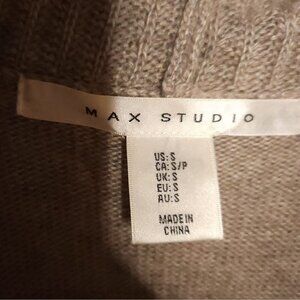 MAX STUDIO
US: S
CA: S/P
UK: S
EU: S
AU: S
MADE IN
CHINA